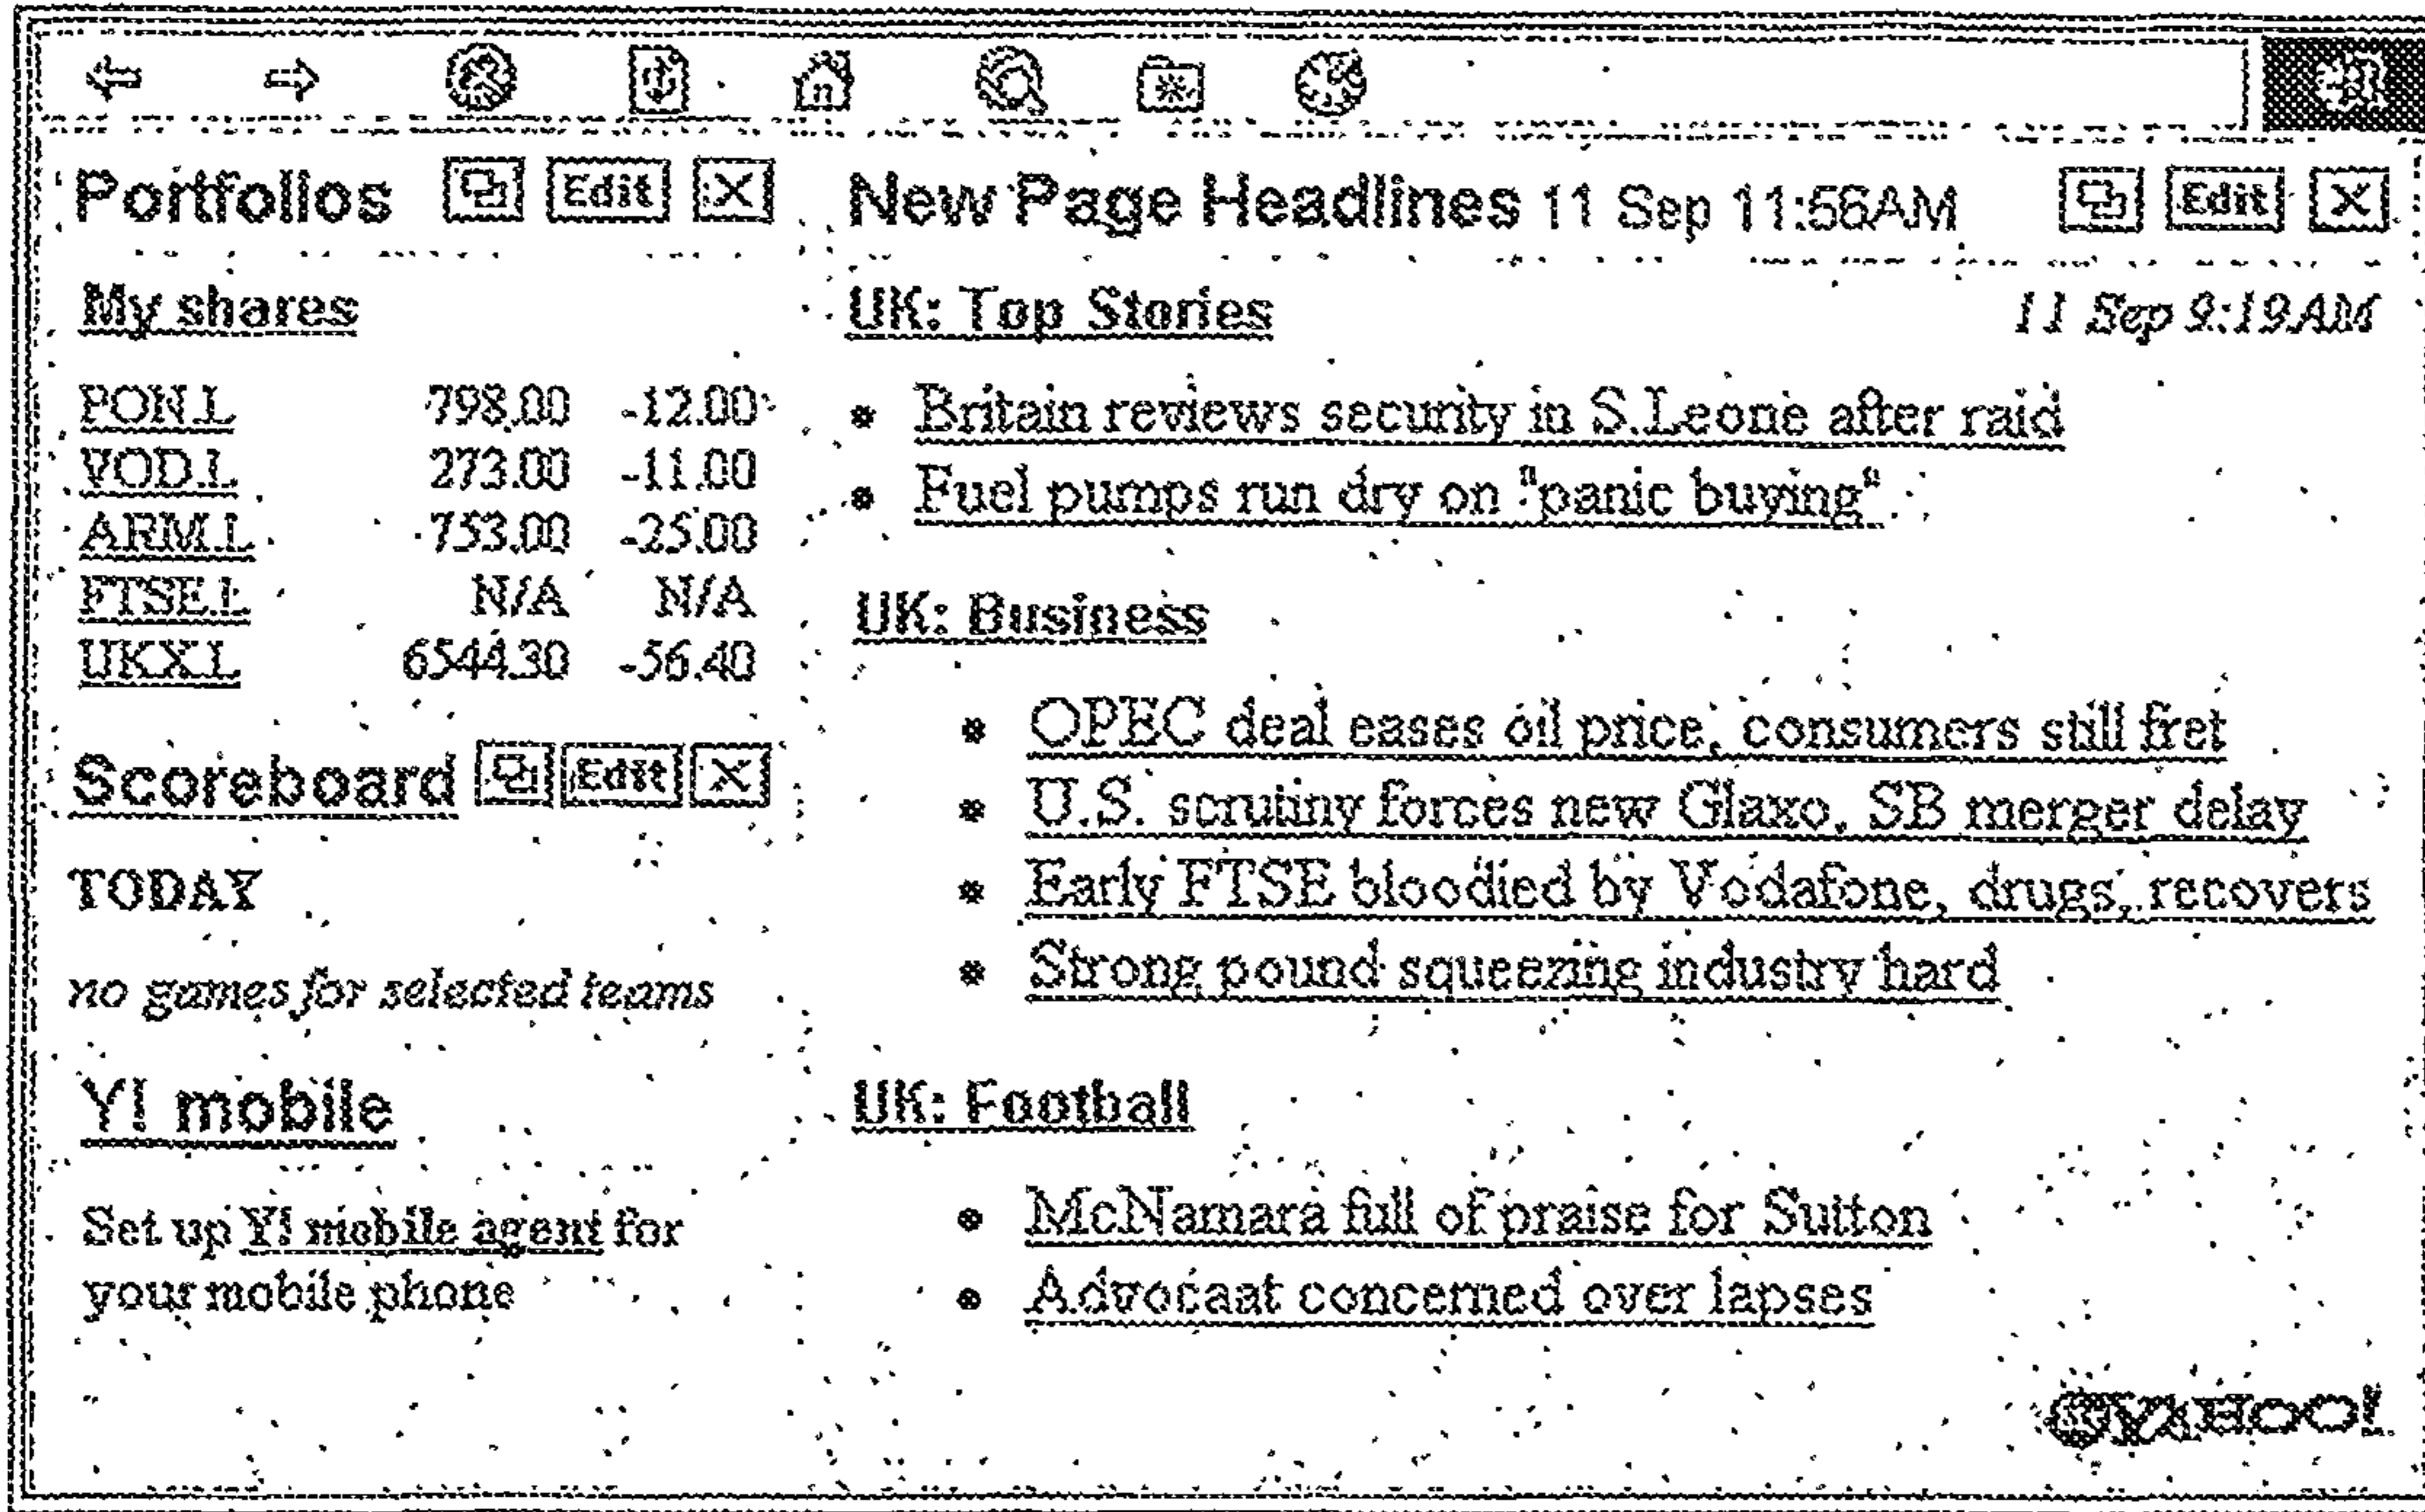 Portfolios Edit X
My shares
PON.L 798.00 -12.00
VOD.L 273.00 -11.00
ARM.L 753.00 -25.00
FTSE.L N/A N/A
UKX.L 6544.30 -56.40
Scoreboard Edit X
TODAY
no games for selected teams
Y! mobile
Set up Y! mobile agent for
your mobile phone
New Page Headlines 11 Sep 11:56AM Edit X
UK: Top Stories 11 Sep 9:19AM
Britain reviews security in S.Leone after raid
Fuel pumps run dry on "panic buying"
UK: Business
OPEC deal eases oil price, consumers still fret
U.S. scrutiny forces new Glaxo, SB merger delay
Early FTSE bloodied by Vodafone, drugs, recovers
Strong pound squeezing industry hard
UK: Football
McNamara full of praise for Sutton
Advocaat concerned over lapses
YAHOO!